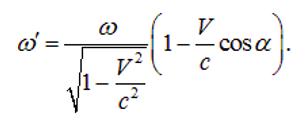 ω′ = ω / √(1 − V²/c²) (1 − V/c cos α).